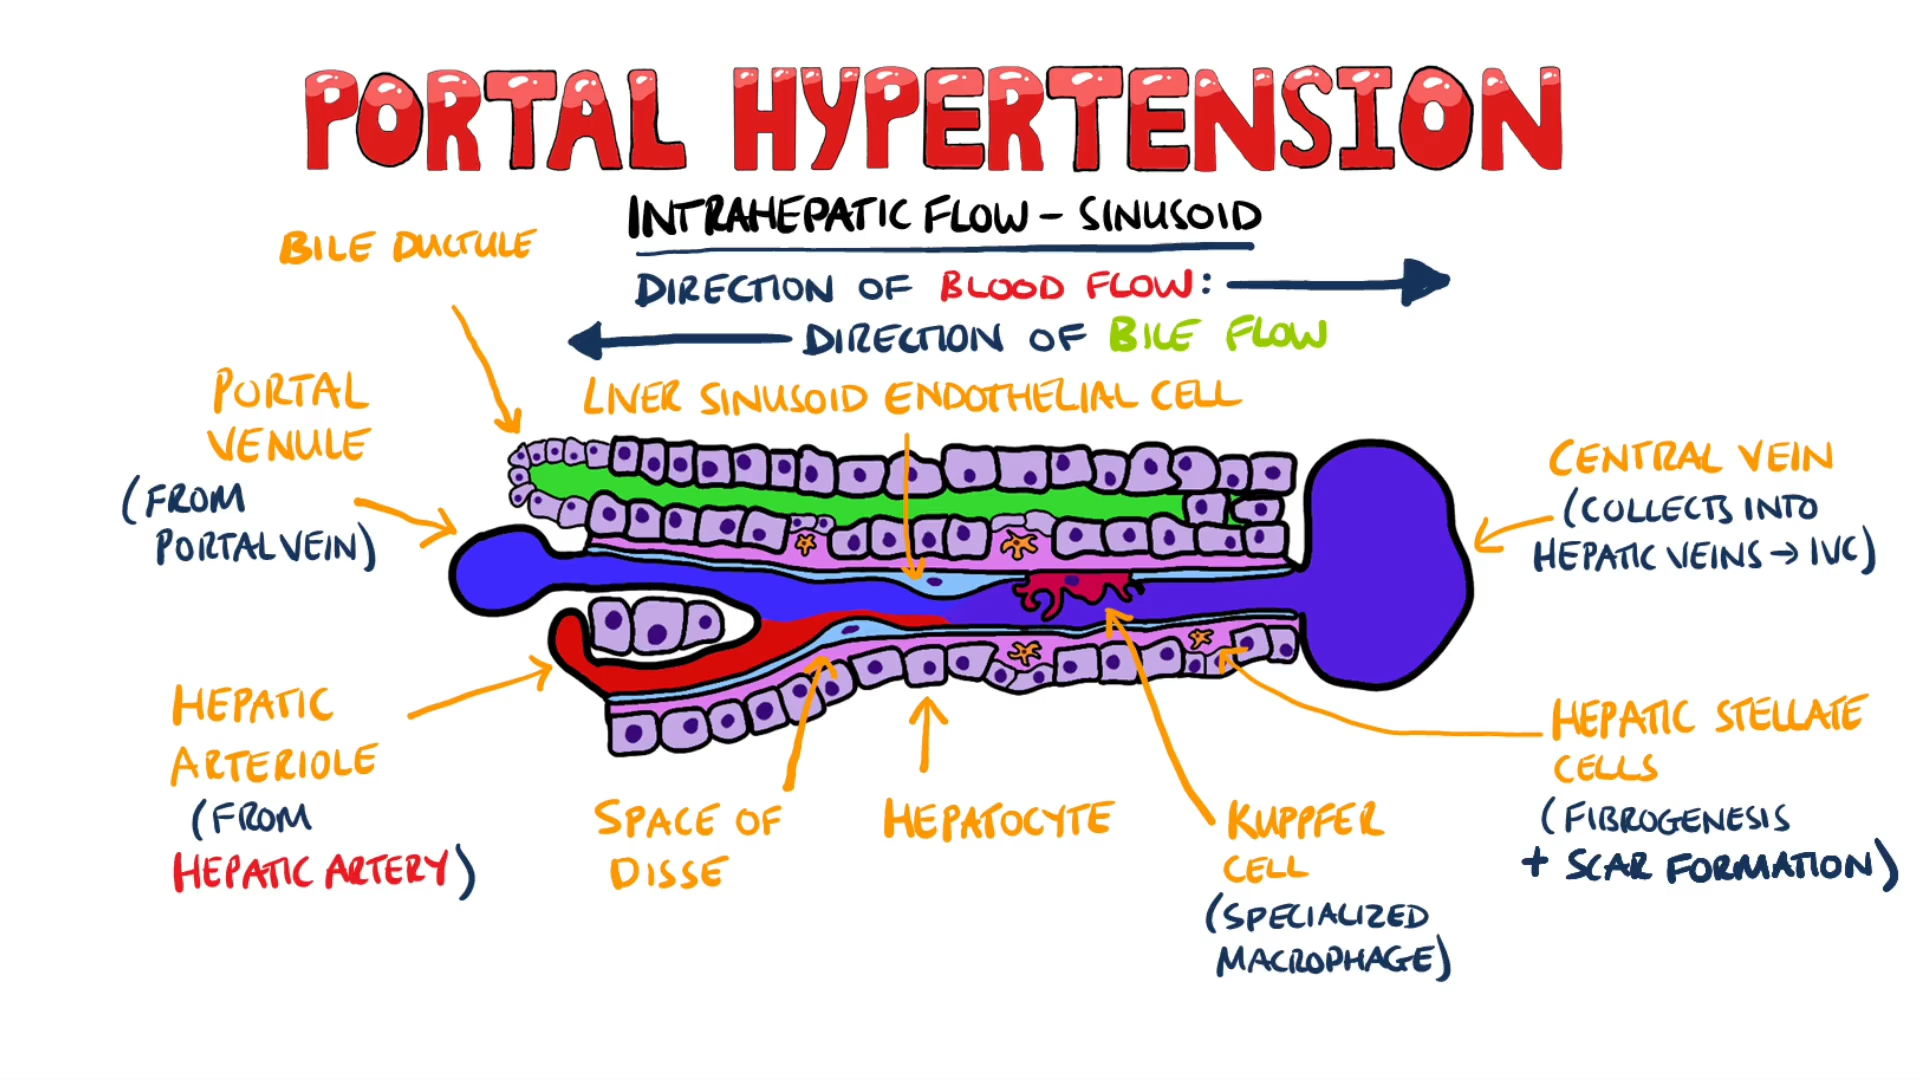 PORTAL HYPERTENSION
INTRAHEPATIC FLOW - SINUSOID
DIRECTION OF BLOOD FLOW:
DIRECTION OF BILE FLOW
BILE DUCTULE
LIVER SINUSOID ENDOTHELIAL CELL
PORTAL
VENULE
(FROM
PORTAL VEIN)
CENTRAL VEIN
(COLLECTS INTO
HEPATIC VEINS → IVC)
HEPATIC
ARTERIOLE
(FROM
HEPATIC ARTERY)
SPACE OF
DISSE
HEPATOCYTE
KUPPFER
CELL
(SPECIALIZED
MACROPHAGE)
HEPATIC STELLATE
CELLS
(FIBROGENESIS
+ SCAR FORMATION)